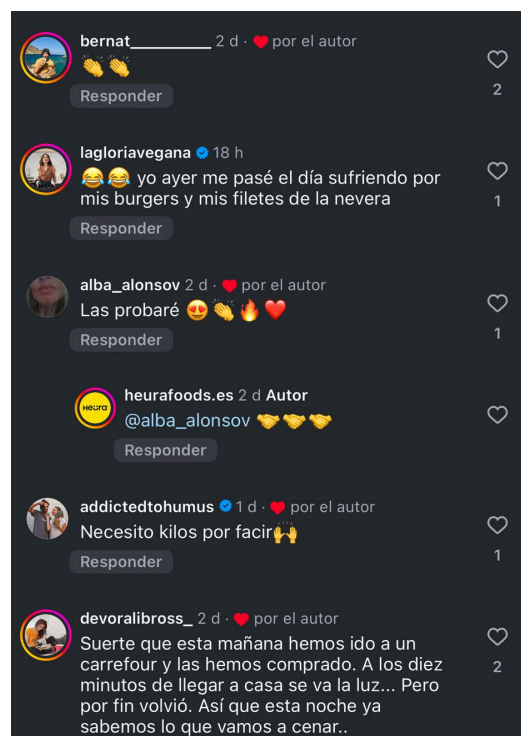 bernat__________ 2 d · ❤️ por el autor
👏👏
Responder
2
lagloriavegana 18 h
😂😂 yo ayer me pasé el día sufriendo por
mis burgers y mis filetes de la nevera
1
Responder
alba_alonsov 2 d · ❤️ por el autor
Las probaré 😍👏🔥❤️
1
Responder
HEURA
heurafoods.es 2 d Autor
@alba_alonsov 🤝🤝🤝
Responder
addictedtohumus 1 d · ❤️ por el autor
Necesito kilos por facir🙌
1
Responder
devoralibross_ 2 d · ❤️ por el autor
Suerte que esta mañana hemos ido a un
carrefour y las hemos comprado. A los diez
2
minutos de llegar a casa se va la luz... Pero
por fin volvió. Así que esta noche ya
sabemos lo que vamos a cenar..